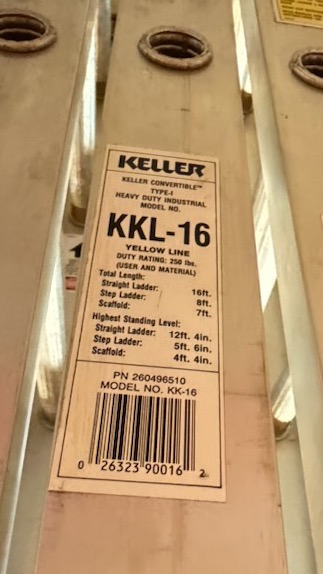 KELLER
KELLER CONVERTIBLE™
TYPE-I
HEAVY DUTY INDUSTRIAL
MODEL NO.
KKL-16
YELLOW LINE
DUTY RATING: 250 lbs.
(USER AND MATERIAL)
Total Length:
Straight Ladder: 16ft.
Step Ladder: 8ft.
Scaffold: 7ft.
Highest Standing Level:
Straight Ladder: 12ft. 4in.
Step Ladder: 5ft. 6in.
Scaffold: 4ft. 4in.
PN 260496510
MODEL NO. KK-16
0 26323 90016 2